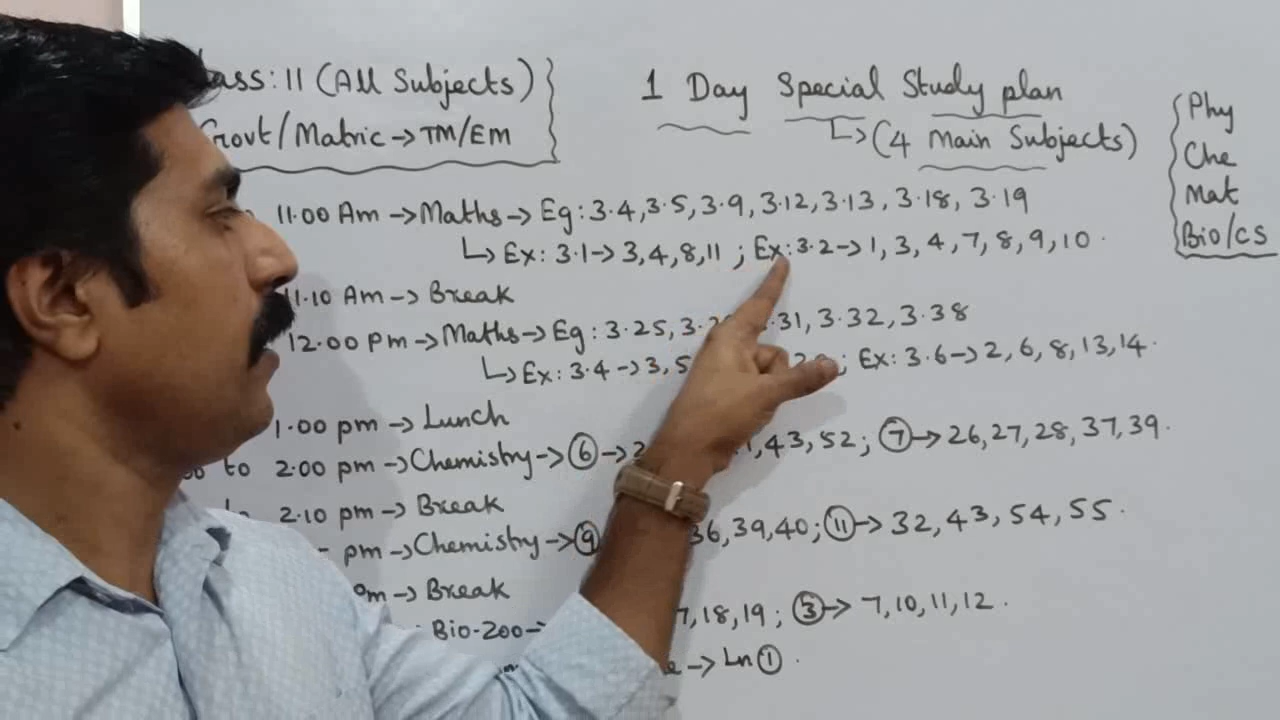 ass: 11 (All Subjects)
Govt/Matric → TM/EM
1 Day Special Study plan
↳ (4 Main Subjects)
Phy
Che
Mat
Bio/CS
11.00 Am → Maths → Eg: 3.4, 3.5, 3.9, 3.12, 3.13, 3.18, 3.19
↳ Ex: 3.1 → 3, 4, 8, 11 ; Ex: 3.2 → 1, 3, 4, 7, 8, 9, 10.
11.10 Am → Break
12.00 Pm → Maths → Eg: 3.25, 3.31, 3.32, 3.38
↳ Ex: 3.4 → 3, 5 ; Ex: 3.6 → 2, 6, 8, 13, 14.
1.00 pm → Lunch
to 2.00 pm → Chemistry → ⑥ → 43, 52 ; ⑦ → 26, 27, 28, 37, 39.
2.10 pm → Break
pm → Chemistry → ⑨ 36, 39, 40 ; ⑪ → 32, 43, 54, 55.
→ Break
Bio-Zoo → 18, 19 ; ③ → 7, 10, 11, 12.
→ Ln ①.